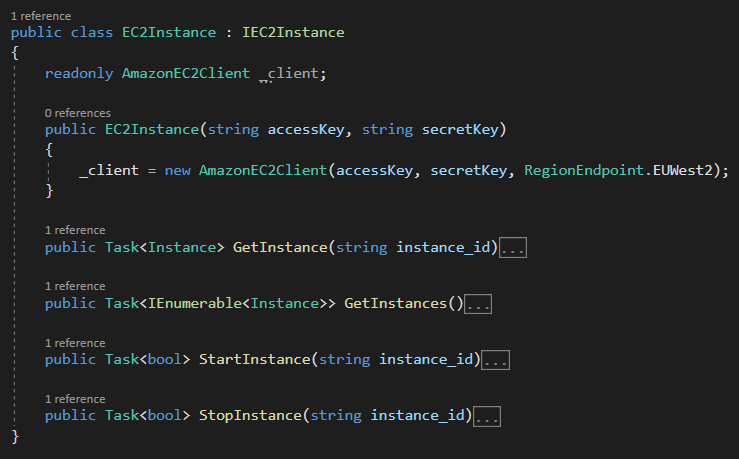 1 reference
public class EC2Instance : IEC2Instance
{
readonly AmazonEC2Client _client;
0 references
public EC2Instance(string accessKey, string secretKey)
{
_client = new AmazonEC2Client(accessKey, secretKey, RegionEndpoint.EUWest2);
}
1 reference
public Task<Instance> GetInstance(string instance_id)...
1 reference
public Task<IEnumerable<Instance>> GetInstances()...
1 reference
public Task<bool> StartInstance(string instance_id)...
1 reference
public Task<bool> StopInstance(string instance_id)...
}